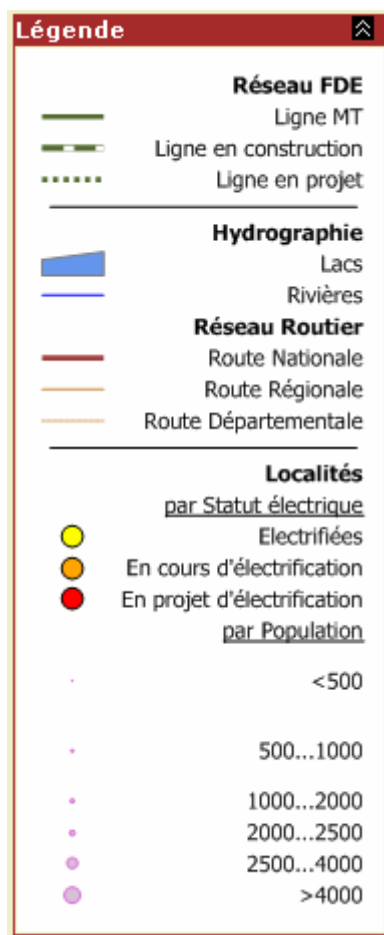 Légende
Réseau FDE
Ligne MT
Ligne en construction
Ligne en projet
Hydrographie
Lacs
Rivières
Réseau Routier
Route Nationale
Route Régionale
Route Départementale
Localités
par Statut électrique
Electrifiées
En cours d'électrification
En projet d'électrification
par Population
<500
500...1000
1000...2000
2000...2500
2500...4000
>4000